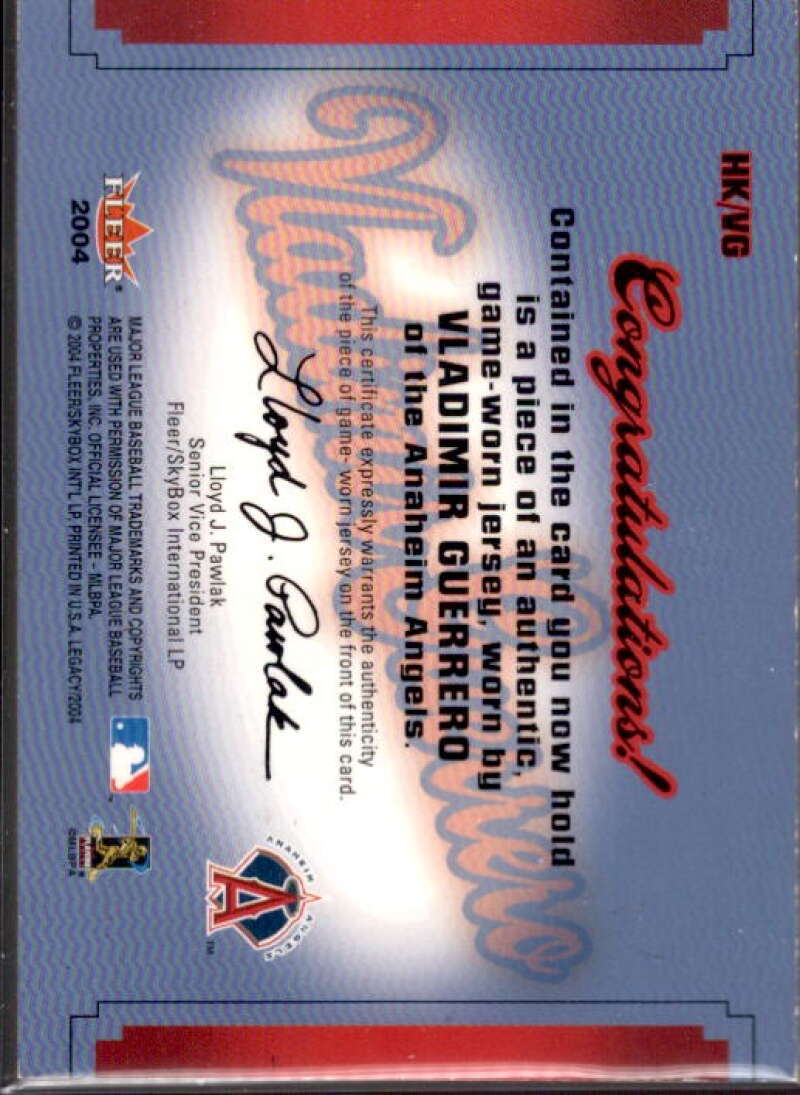 HK/VG
Congratulations!
Contained in the card you now hold
is a piece of an authentic,
game-worn jersey, worn by
VLADIMIR GUERRERO
of the Anaheim Angels.
This certificate expressly warrants the authenticity
of the piece of game- worn jersey on the front of this card.
Vladimir Guerrero
Lloyd J. Pawlak
Lloyd J. Pawlak
Senior Vice President
Fleer/SkyBox International LP
ANAHEIM ANGELS
A
TM
FLEER®
2004
MAJOR LEAGUE BASEBALL TRADEMARKS AND COPYRIGHTS
ARE USED WITH PERMISSION OF MAJOR LEAGUE BASEBALL
PROPERTIES, INC. OFFICIAL LICENSEE - MLBPA.
© 2004 FLEER/SKYBOX INT'L LP. PRINTED IN U.S.A. LEGACY/2004
©MLBPA